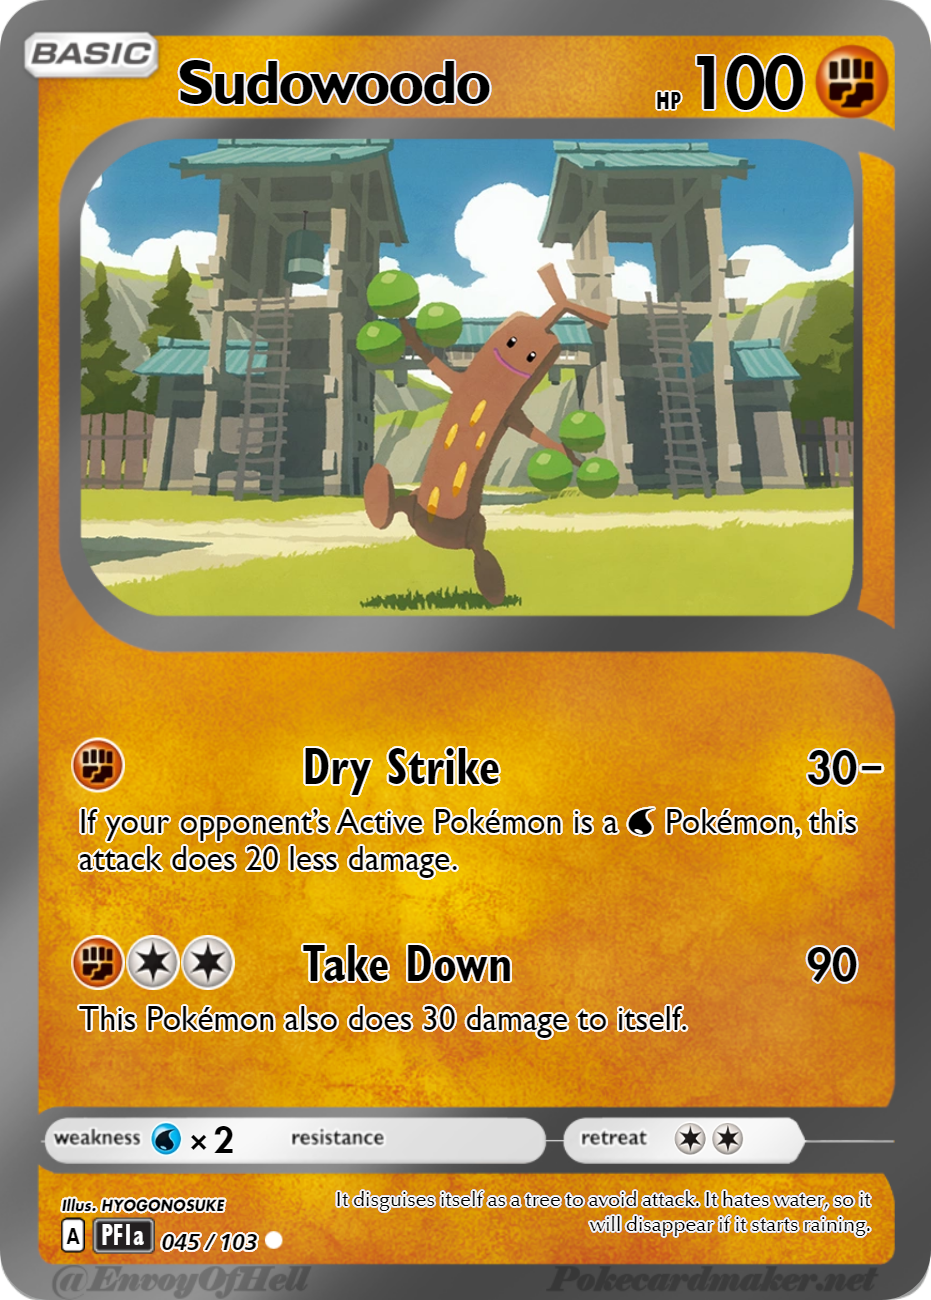 BASIC
Sudowoodo
HP 100
Dry Strike 30−
If your opponent's Active Pokémon is a Pokémon, this
attack does 20 less damage.
Take Down 90
This Pokémon also does 30 damage to itself.
weakness × 2 resistance retreat
Illus. HYOGONOSUKE
It disguises itself as a tree to avoid attack. It hates water, so it
will disappear if it starts raining.
A PF1a 045 / 103
@EnvoyOfHell Pokecardmaker.net